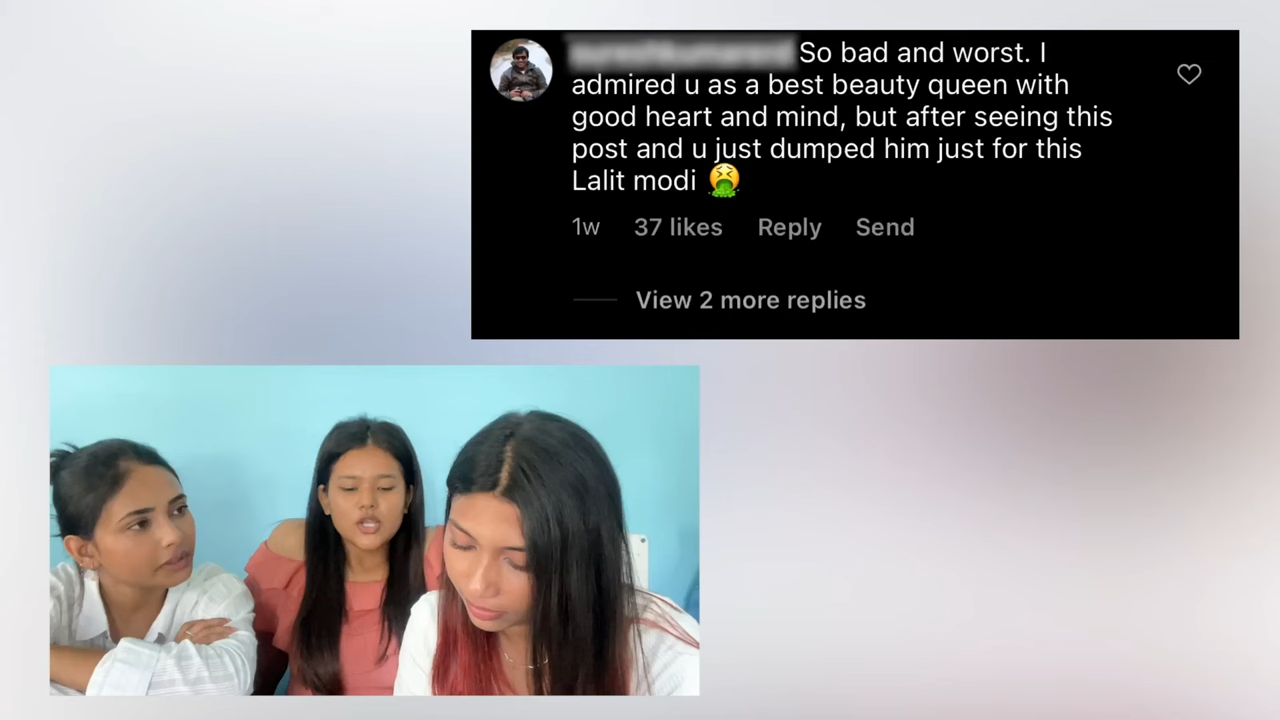 So bad and worst. I
admired u as a best beauty queen with
good heart and mind, but after seeing this
post and u just dumped him just for this
Lalit modi 🤮
1w 37 likes Reply Send
View 2 more replies